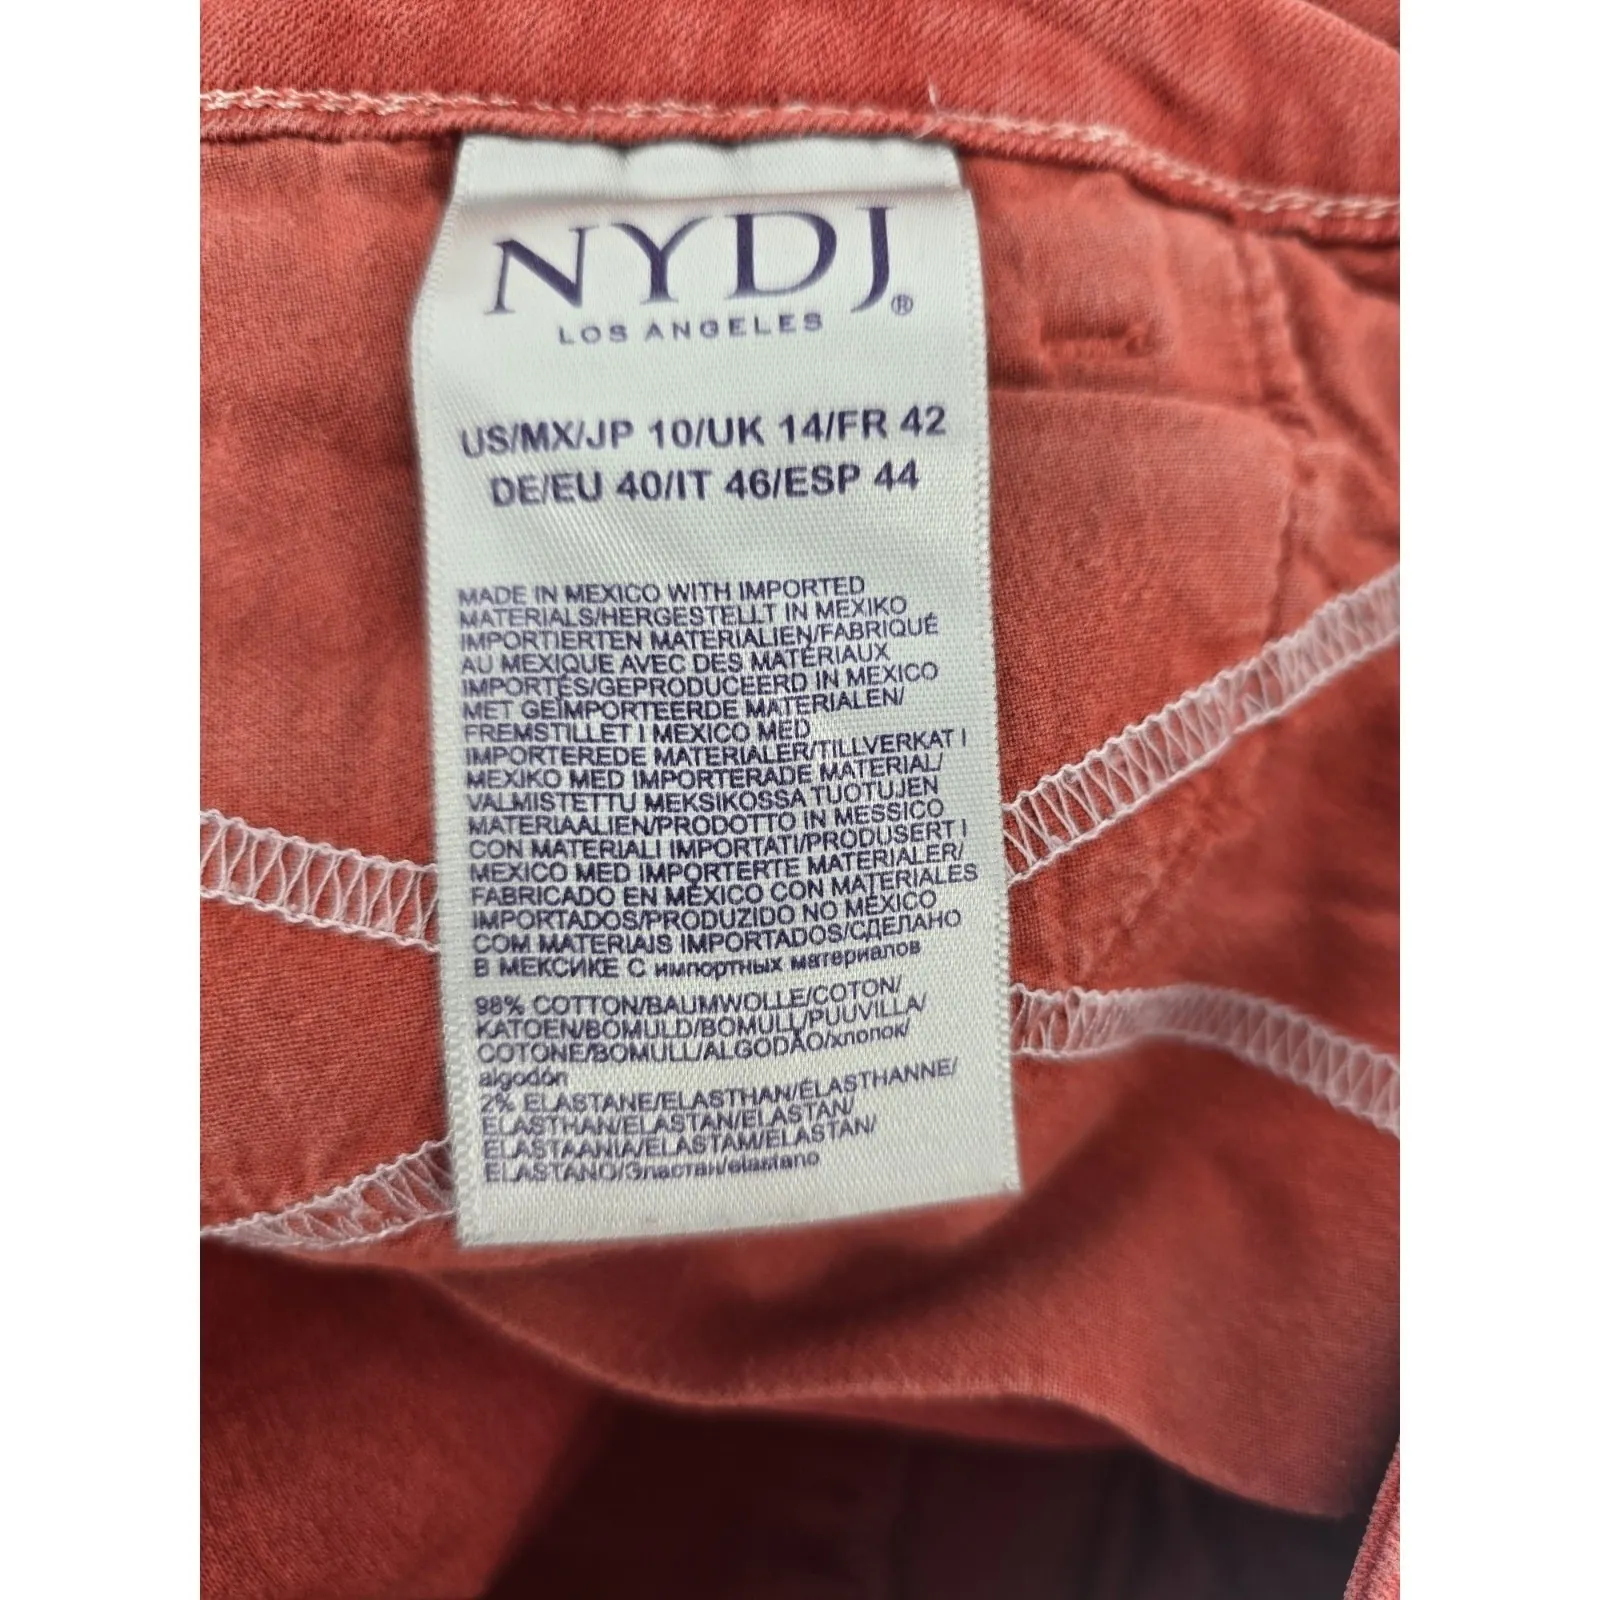 NYDJ®
LOS ANGELES
US/MX/JP 10/UK 14/FR 42
DE/EU 40/IT 46/ESP 44
MADE IN MEXICO WITH IMPORTED
MATERIALS/HERGESTELLT IN MEXIKO
IMPORTIERTEN MATERIALIEN/FABRIQUÉ
AU MEXIQUE AVEC DES MATÉRIAUX
IMPORTÉS/GEPRODUCEERD IN MEXICO
MET GEÏMPORTEERDE MATERIALEN/
FREMSTILLET I MEXICO MED
IMPORTEREDE MATERIALER/TILLVERKAT I
MEXIKO MED IMPORTERADE MATERIAL/
VALMISTETTU MEKSIKOSSA TUOTUJEN
MATERIAALIEN/PRODOTTO IN MESSICO
CON MATERIALI IMPORTATI/PRODUSERT I
MEXICO MED IMPORTERTE MATERIALER/
FABRICADO EN MÉXICO CON MATERIALES
IMPORTADOS/PRODUZIDO NO MÉXICO
COM MATERIAIS IMPORTADOS/СДЕЛАНО
В МЕКСИКЕ С импортных материалов
98% COTTON/BAUMWOLLE/COTON/
KATOEN/BOMULD/BOMULL/PUUVILLA/
COTONE/BOMULL/ALGODÃO/хлопок/
algodón
2% ELASTANE/ELASTHAN/ÉLASTHANNE/
ELASTHAN/ELASTAN/ELASTAN/
ELASTAANIA/ELASTAM/ELASTAN/
ELASTANO/Эластан/elastano